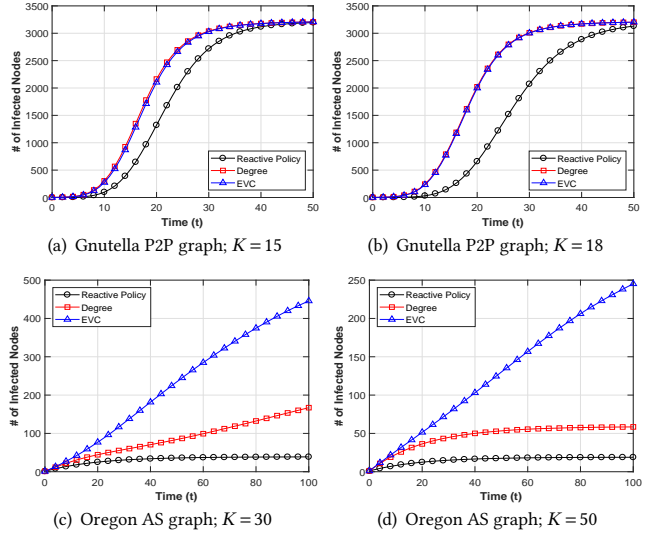 3500
3000
2500
2000
1500
1000
500
0
# of Infected Nodes
Reactive Policy
Degree
EVC
0 10 20 30 40 50
Time (t)
(a) Gnutella P2P graph; K = 15
3500
3000
2500
2000
1500
1000
500
0
# of Infected Nodes
Reactive Policy
Degree
EVC
0 10 20 30 40 50
Time (t)
(b) Gnutella P2P graph; K = 18
500
400
300
200
100
0
# of Infected Nodes
Reactive Policy
Degree
EVC
0 20 40 60 80 100
Time (t)
(c) Oregon AS graph; K = 30
250
200
150
100
50
0
# of Infected Nodes
Reactive Policy
Degree
EVC
0 20 40 60 80 100
Time (t)
(d) Oregon AS graph; K = 50